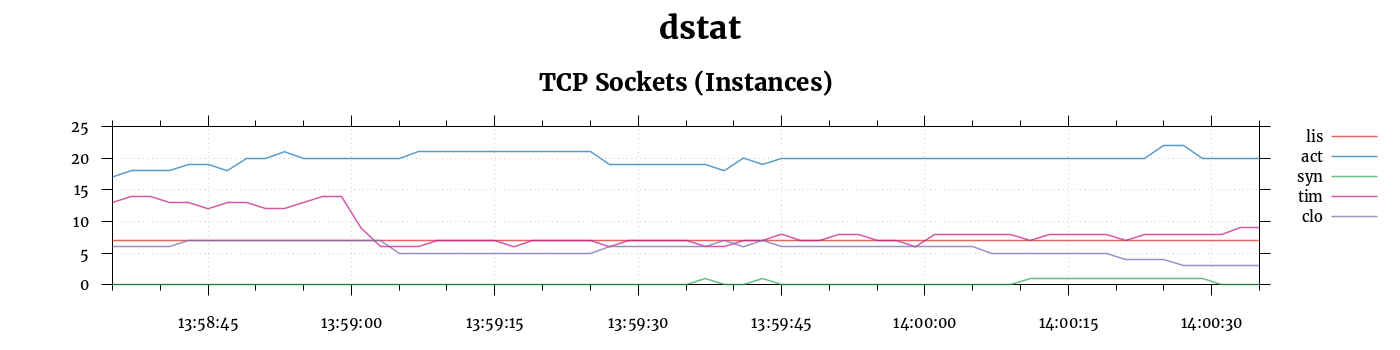 dstat
TCP Sockets (Instances)
25
20
15
10
5
0
13:58:45 13:59:00 13:59:15 13:59:30 13:59:45 14:00:00 14:00:15 14:00:30
lis
act
syn
tim
clo